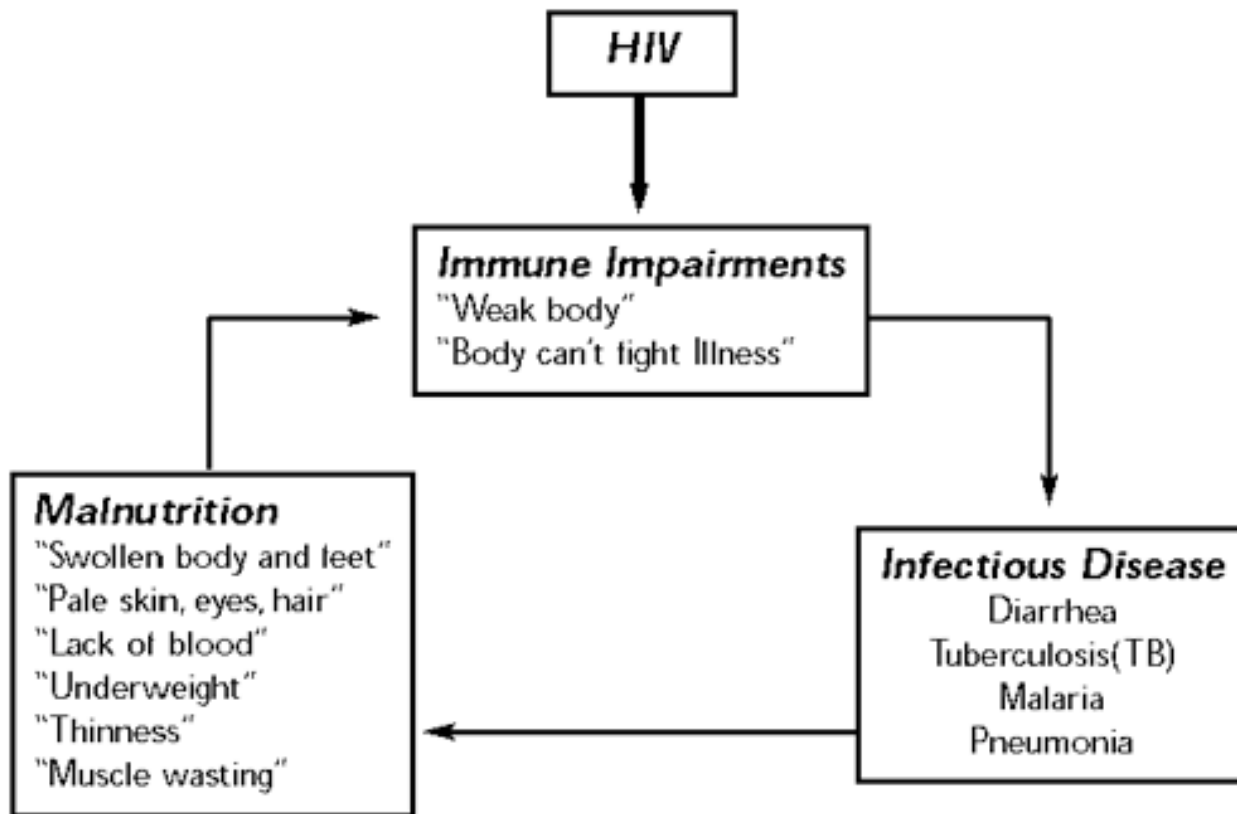 HIV
Immune Impairments
"Weak body"
"Body can't fight Illness"
Malnutrition
"Swollen body and feet"
"Pale skin, eyes, hair"
"Lack of blood"
"Underweight"
"Thinness"
"Muscle wasting"
Infectious Disease
Diarrhea
Tuberculosis(TB)
Malaria
Pneumonia